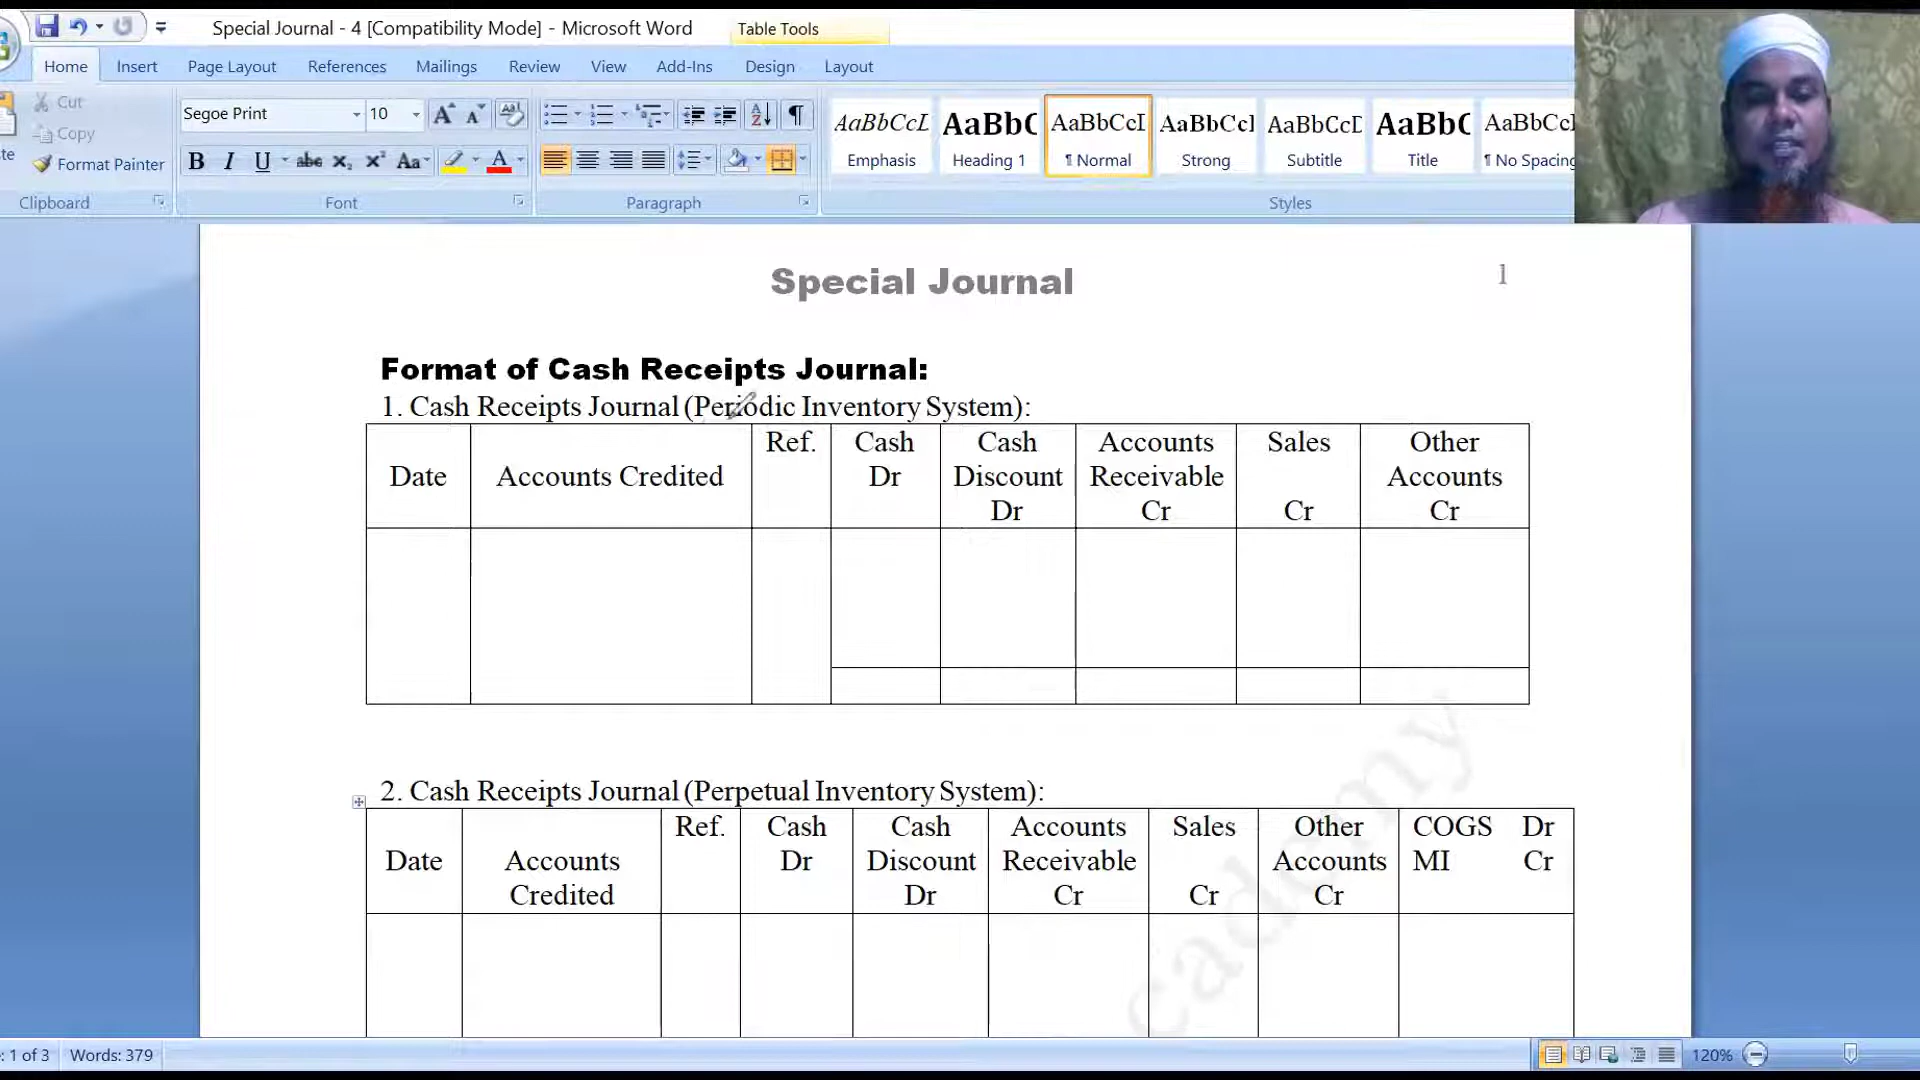 Special Journal - 4 [Compatibility Mode] - Microsoft Word
Table Tools
Home Insert Page Layout References Mailings Review View Add-Ins Design Layout
Cut
Copy
Format Painter
Clipboard
Segoe Print 10
Font
Paragraph
AaBbCcL AaBbC AaBbCcI AaBbCcI AaBbCcD AaBbC AaBbCcI
Emphasis Heading 1 ¶ Normal Strong Subtitle Title ¶ No Spacing
Styles
Special Journal
1
Format of Cash Receipts Journal:
1. Cash Receipts Journal (Periodic Inventory System):
Date
Accounts Credited
Ref.
Cash
Dr
Cash
Discount
Dr
Accounts
Receivable
Cr
Sales
Cr
Other
Accounts
Cr
2. Cash Receipts Journal (Perpetual Inventory System):
Date
Accounts
Credited
Ref.
Cash
Dr
Cash
Discount
Dr
Accounts
Receivable
Cr
Sales
Cr
Other
Accounts
Cr
COGS Dr
MI Cr
cademy
: 1 of 3 Words: 379
120%